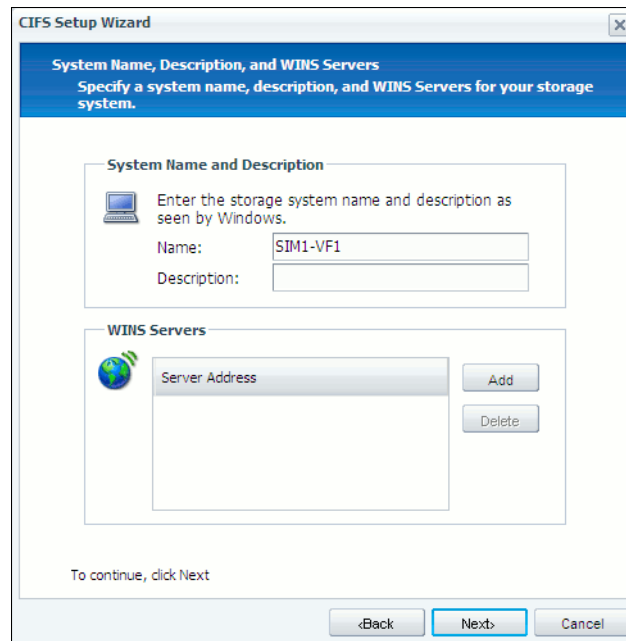 CIFS Setup Wizard
System Name, Description, and WINS Servers
Specify a system name, description, and WINS Servers for your storage
system.
System Name and Description
Enter the storage system name and description as
seen by Windows.
Name: SIM1-VF1
Description:
WINS Servers
Server Address
Add
Delete
To continue, click Next
<Back Next> Cancel